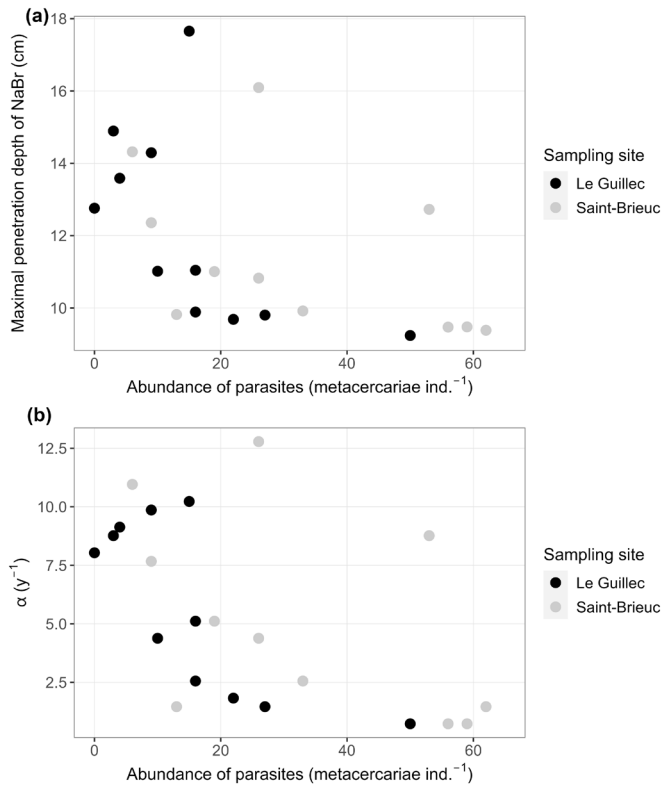 (a)
Maximal penetration depth of NaBr (cm)
18
16
14
12
10
0
20
40
60
Abundance of parasites (metacercariae ind.⁻¹)
Sampling site
Le Guillec
Saint-Brieuc
(b)
α (y⁻¹)
12.5
10.0
7.5
5.0
2.5
0
20
40
60
Abundance of parasites (metacercariae ind.⁻¹)
Sampling site
Le Guillec
Saint-Brieuc